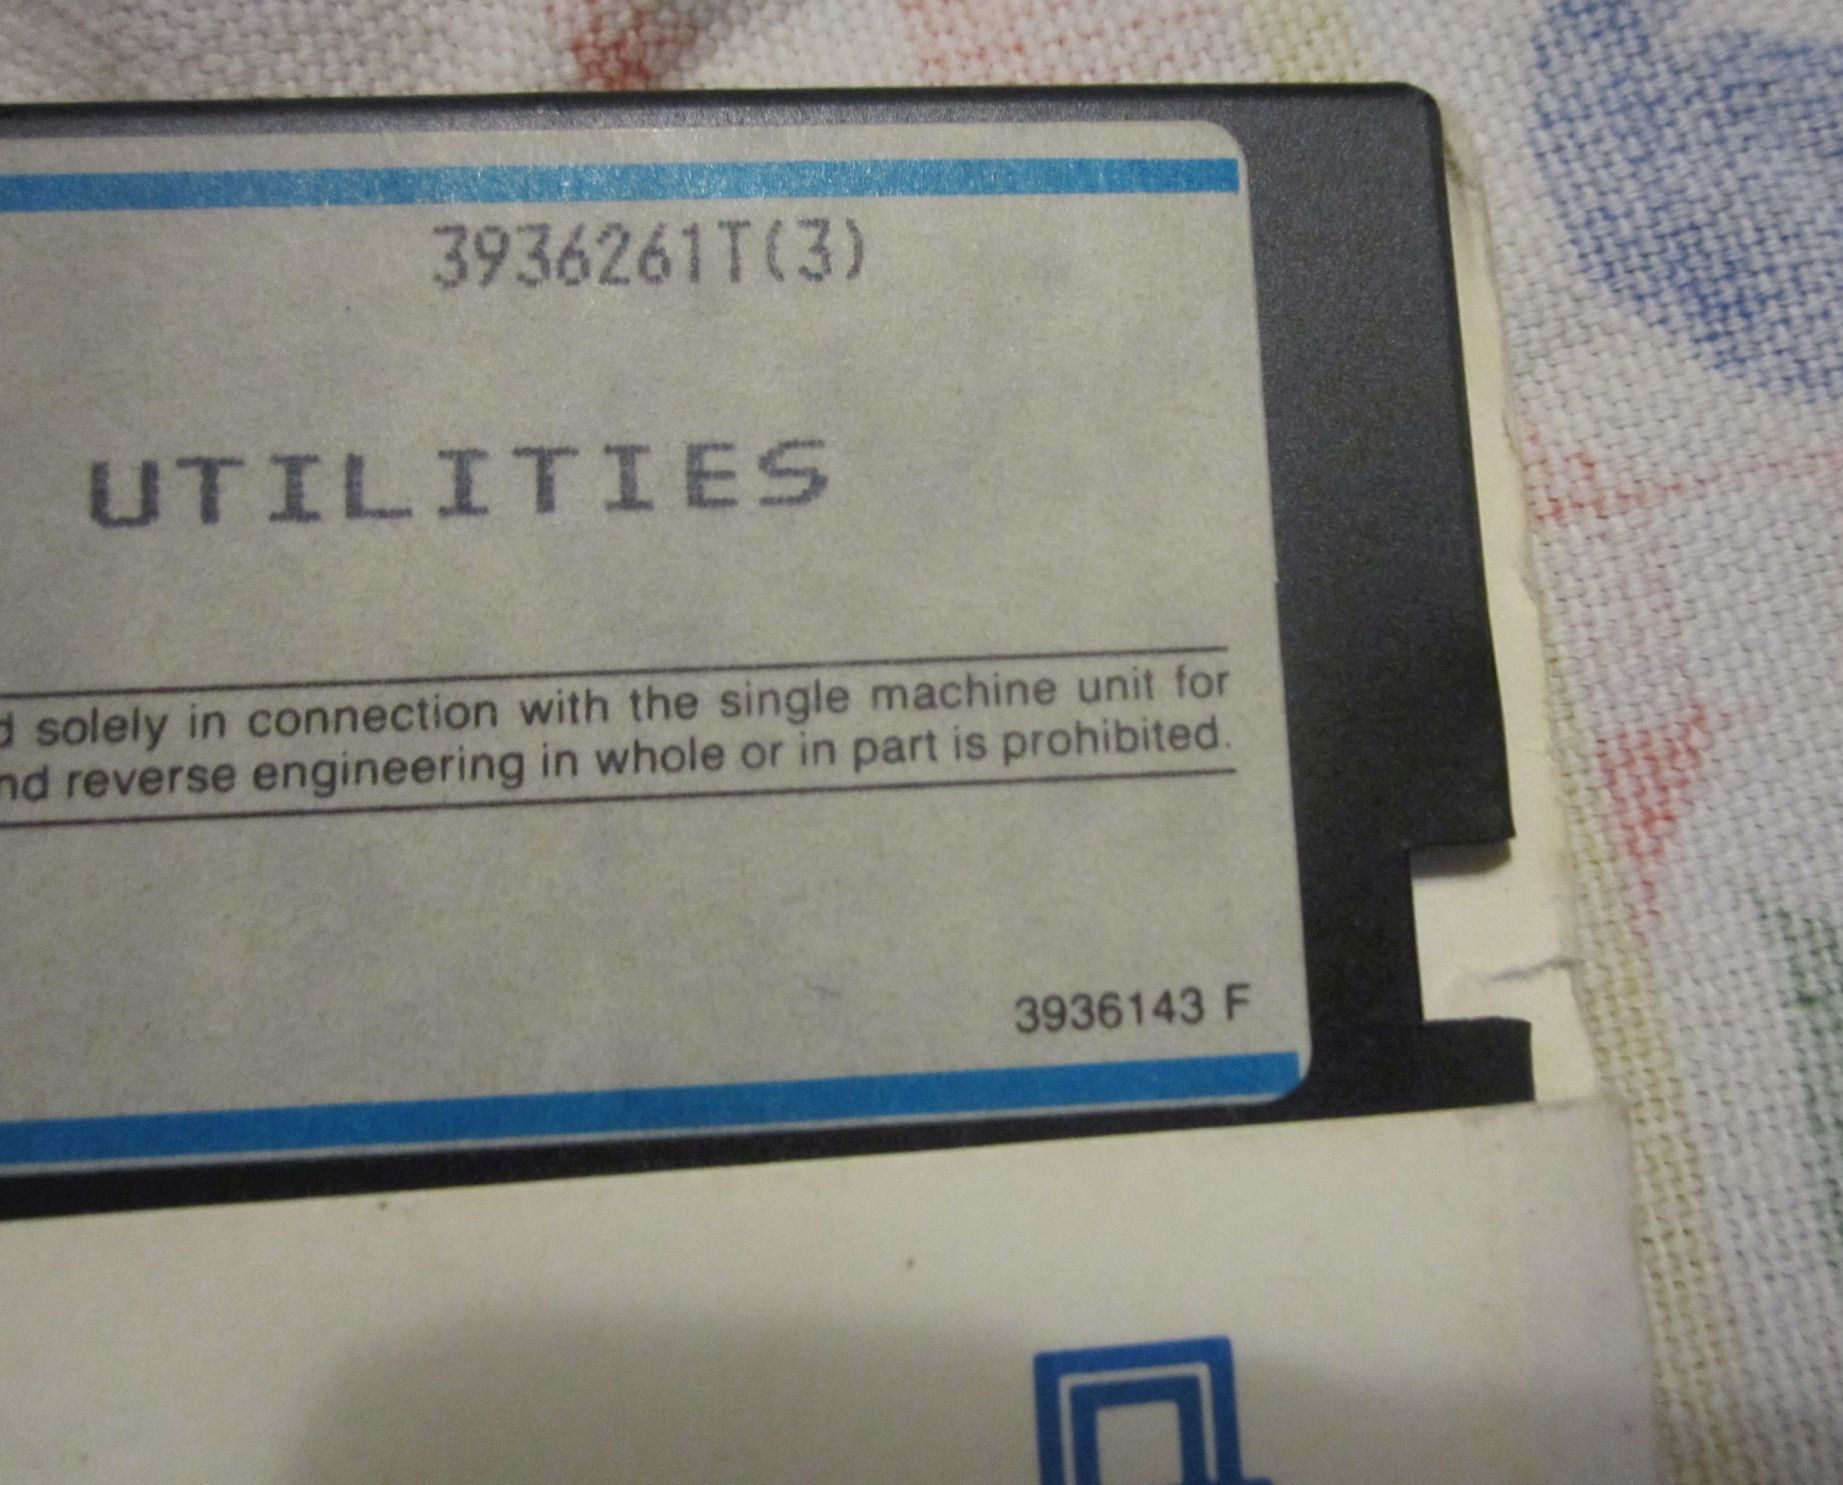 3936261T(3)
UTILITIES
solely in connection with the single machine unit for
reverse engineering in whole or in part is prohibited.
3936143 F